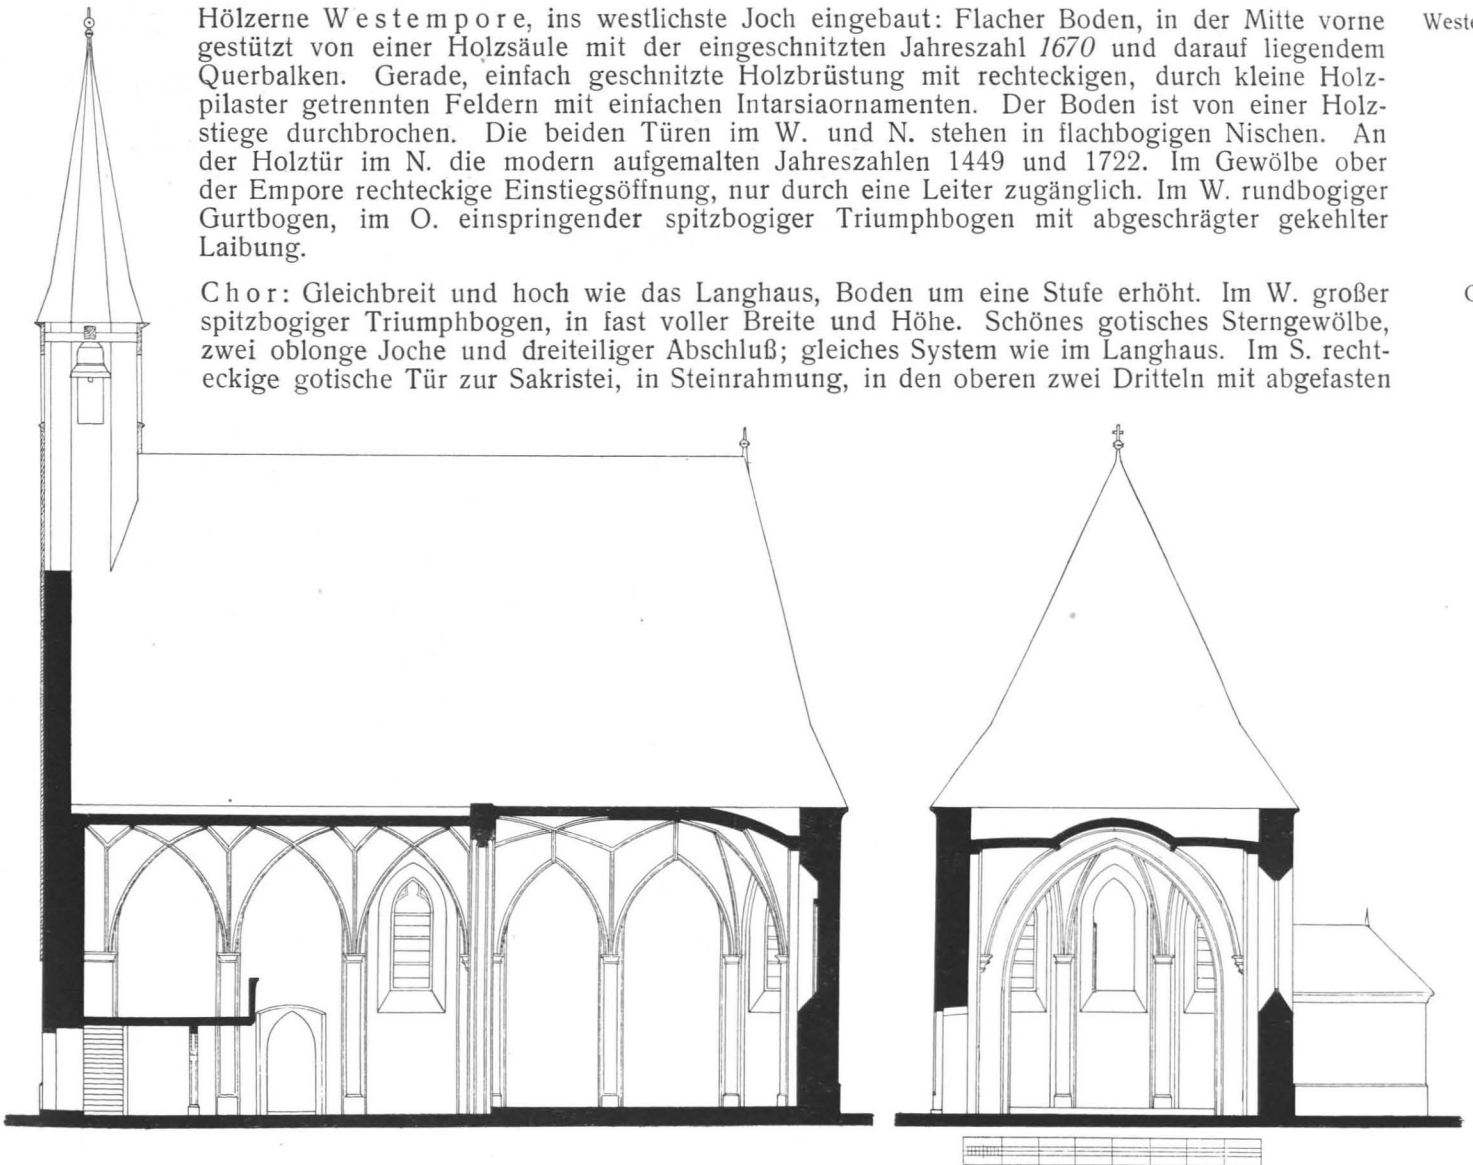 Hölzerne Westempore, ins westlichste Joch eingebaut: Flacher Boden, in der Mitte vorne
gestützt von einer Holzsäule mit der eingeschnitzten Jahreszahl 1670 und darauf liegendem
Querbalken. Gerade, einfach geschnitzte Holzbrüstung mit rechteckigen, durch kleine Holz-
pilaster getrennten Feldern mit einfachen Intarsiaornamenten. Der Boden ist von einer Holz-
stiege durchbrochen. Die beiden Türen im W. und N. stehen in flachbogigen Nischen. An
der Holztür im N. die modern aufgemalten Jahreszahlen 1449 und 1722. Im Gewölbe ober
der Empore rechteckige Einstiegsöffnung, nur durch eine Leiter zugänglich. Im W. rundbogiger
Gurtbogen, im O. einspringender spitzbogiger Triumphbogen mit abgeschrägter gekehlter
Laibung.
Chor: Gleichbreit und hoch wie das Langhaus, Boden um eine Stufe erhöht. Im W. großer
spitzbogiger Triumphbogen, in fast voller Breite und Höhe. Schönes gotisches Sterngewölbe,
zwei oblonge Joche und dreiteiliger Abschluß; gleiches System wie im Langhaus. Im S. recht-
eckige gotische Tür zur Sakristei, in Steinrahmung, in den oberen zwei Dritteln mit abgefasten